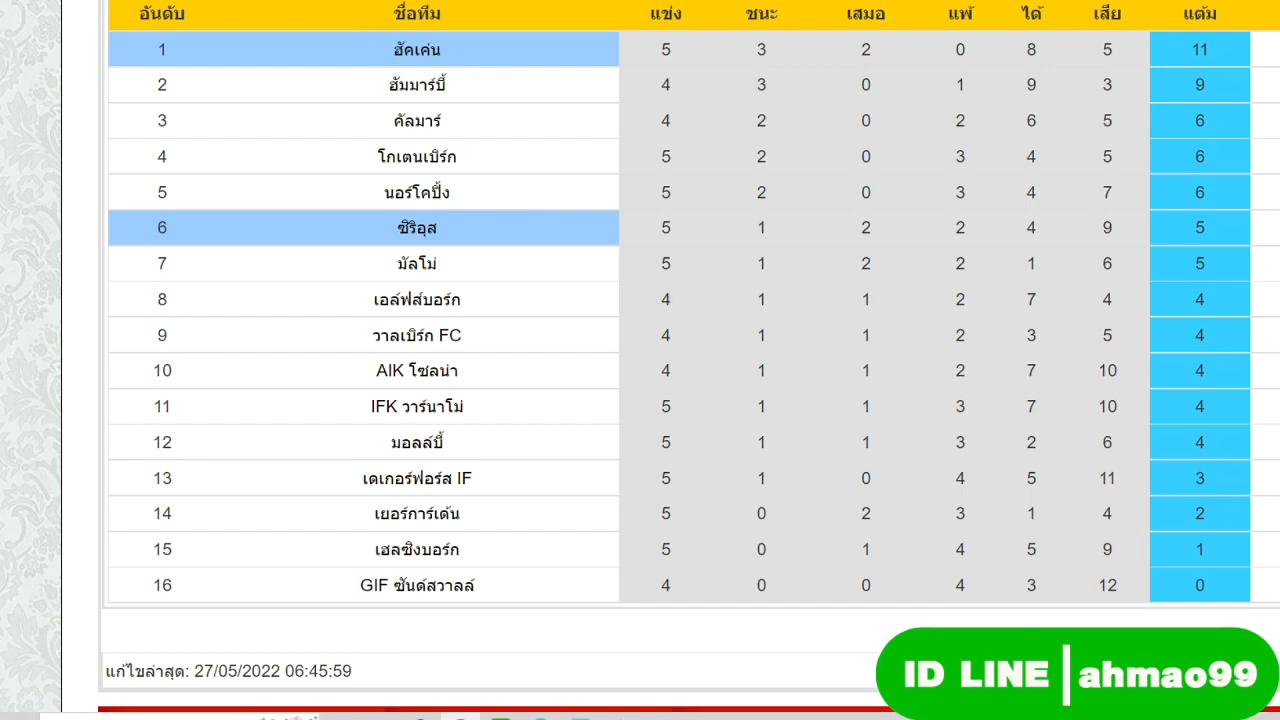 อันดับ ชื่อทีม แข่ง ชนะ เสมอ แพ้ ได้ เสีย แต้ม
1 ฮัคเค่น 5 3 2 0 8 5 11
2 ฮัมมาร์บี้ 4 3 0 1 9 3 9
3 คัลมาร์ 4 2 0 2 6 5 6
4 โกเตนเบิร์ก 5 2 0 3 4 5 6
5 นอร์โคปิ้ง 5 2 0 3 4 7 6
6 ซิริอุส 5 1 2 2 4 9 5
7 มัลโม่ 5 1 2 2 1 6 5
8 เอล์ฟส์บอร์ก 4 1 1 2 7 4 4
9 วาลเบิร์ก FC 4 1 1 2 3 5 4
10 AIK โซลน่า 4 1 1 2 7 10 4
11 IFK วาร์นาโม่ 5 1 1 3 7 10 4
12 มอลล์บี้ 5 1 1 3 2 6 4
13 เดเกอร์ฟอร์ส IF 5 1 0 4 5 11 3
14 เยอร์การ์เด้น 5 0 2 3 1 4 2
15 เฮลซิงบอร์ก 5 0 1 4 5 9 1
16 GIF ซันด์สวาลล์ 4 0 0 4 3 12 0
แก้ไขล่าสุด: 27/05/2022 06:45:59
ID LINE ahmao99